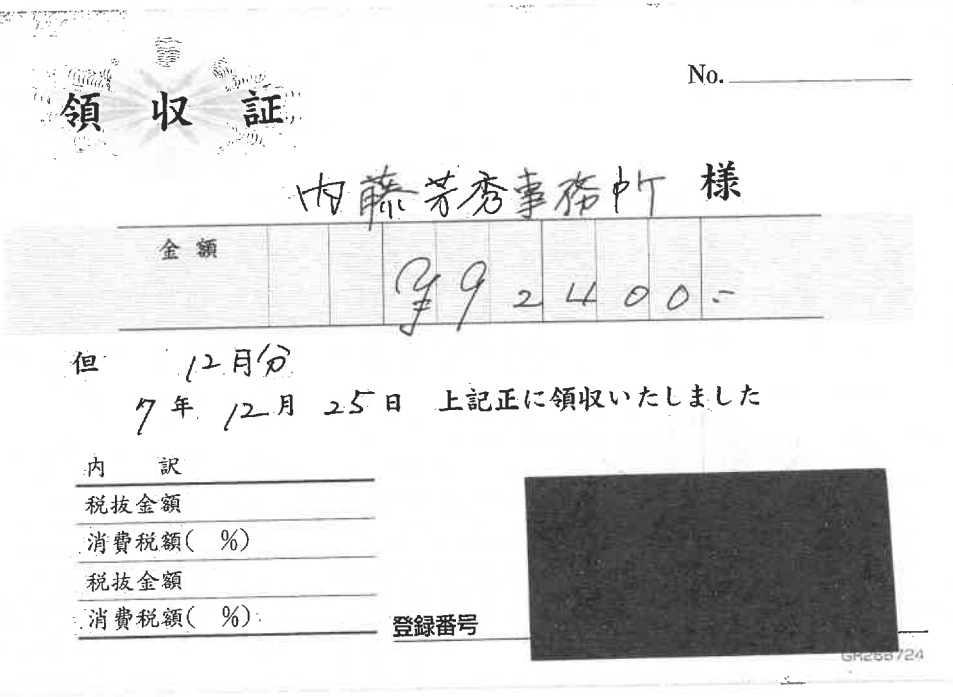 No.
領収証
内藤芳秀事務所 様
金額 ¥92400-
但 12月分
7年 12月 25日 上記正に領収いたしました
内 訳
税抜金額
消費税額( %)
税抜金額
消費税額( %)
登録番号